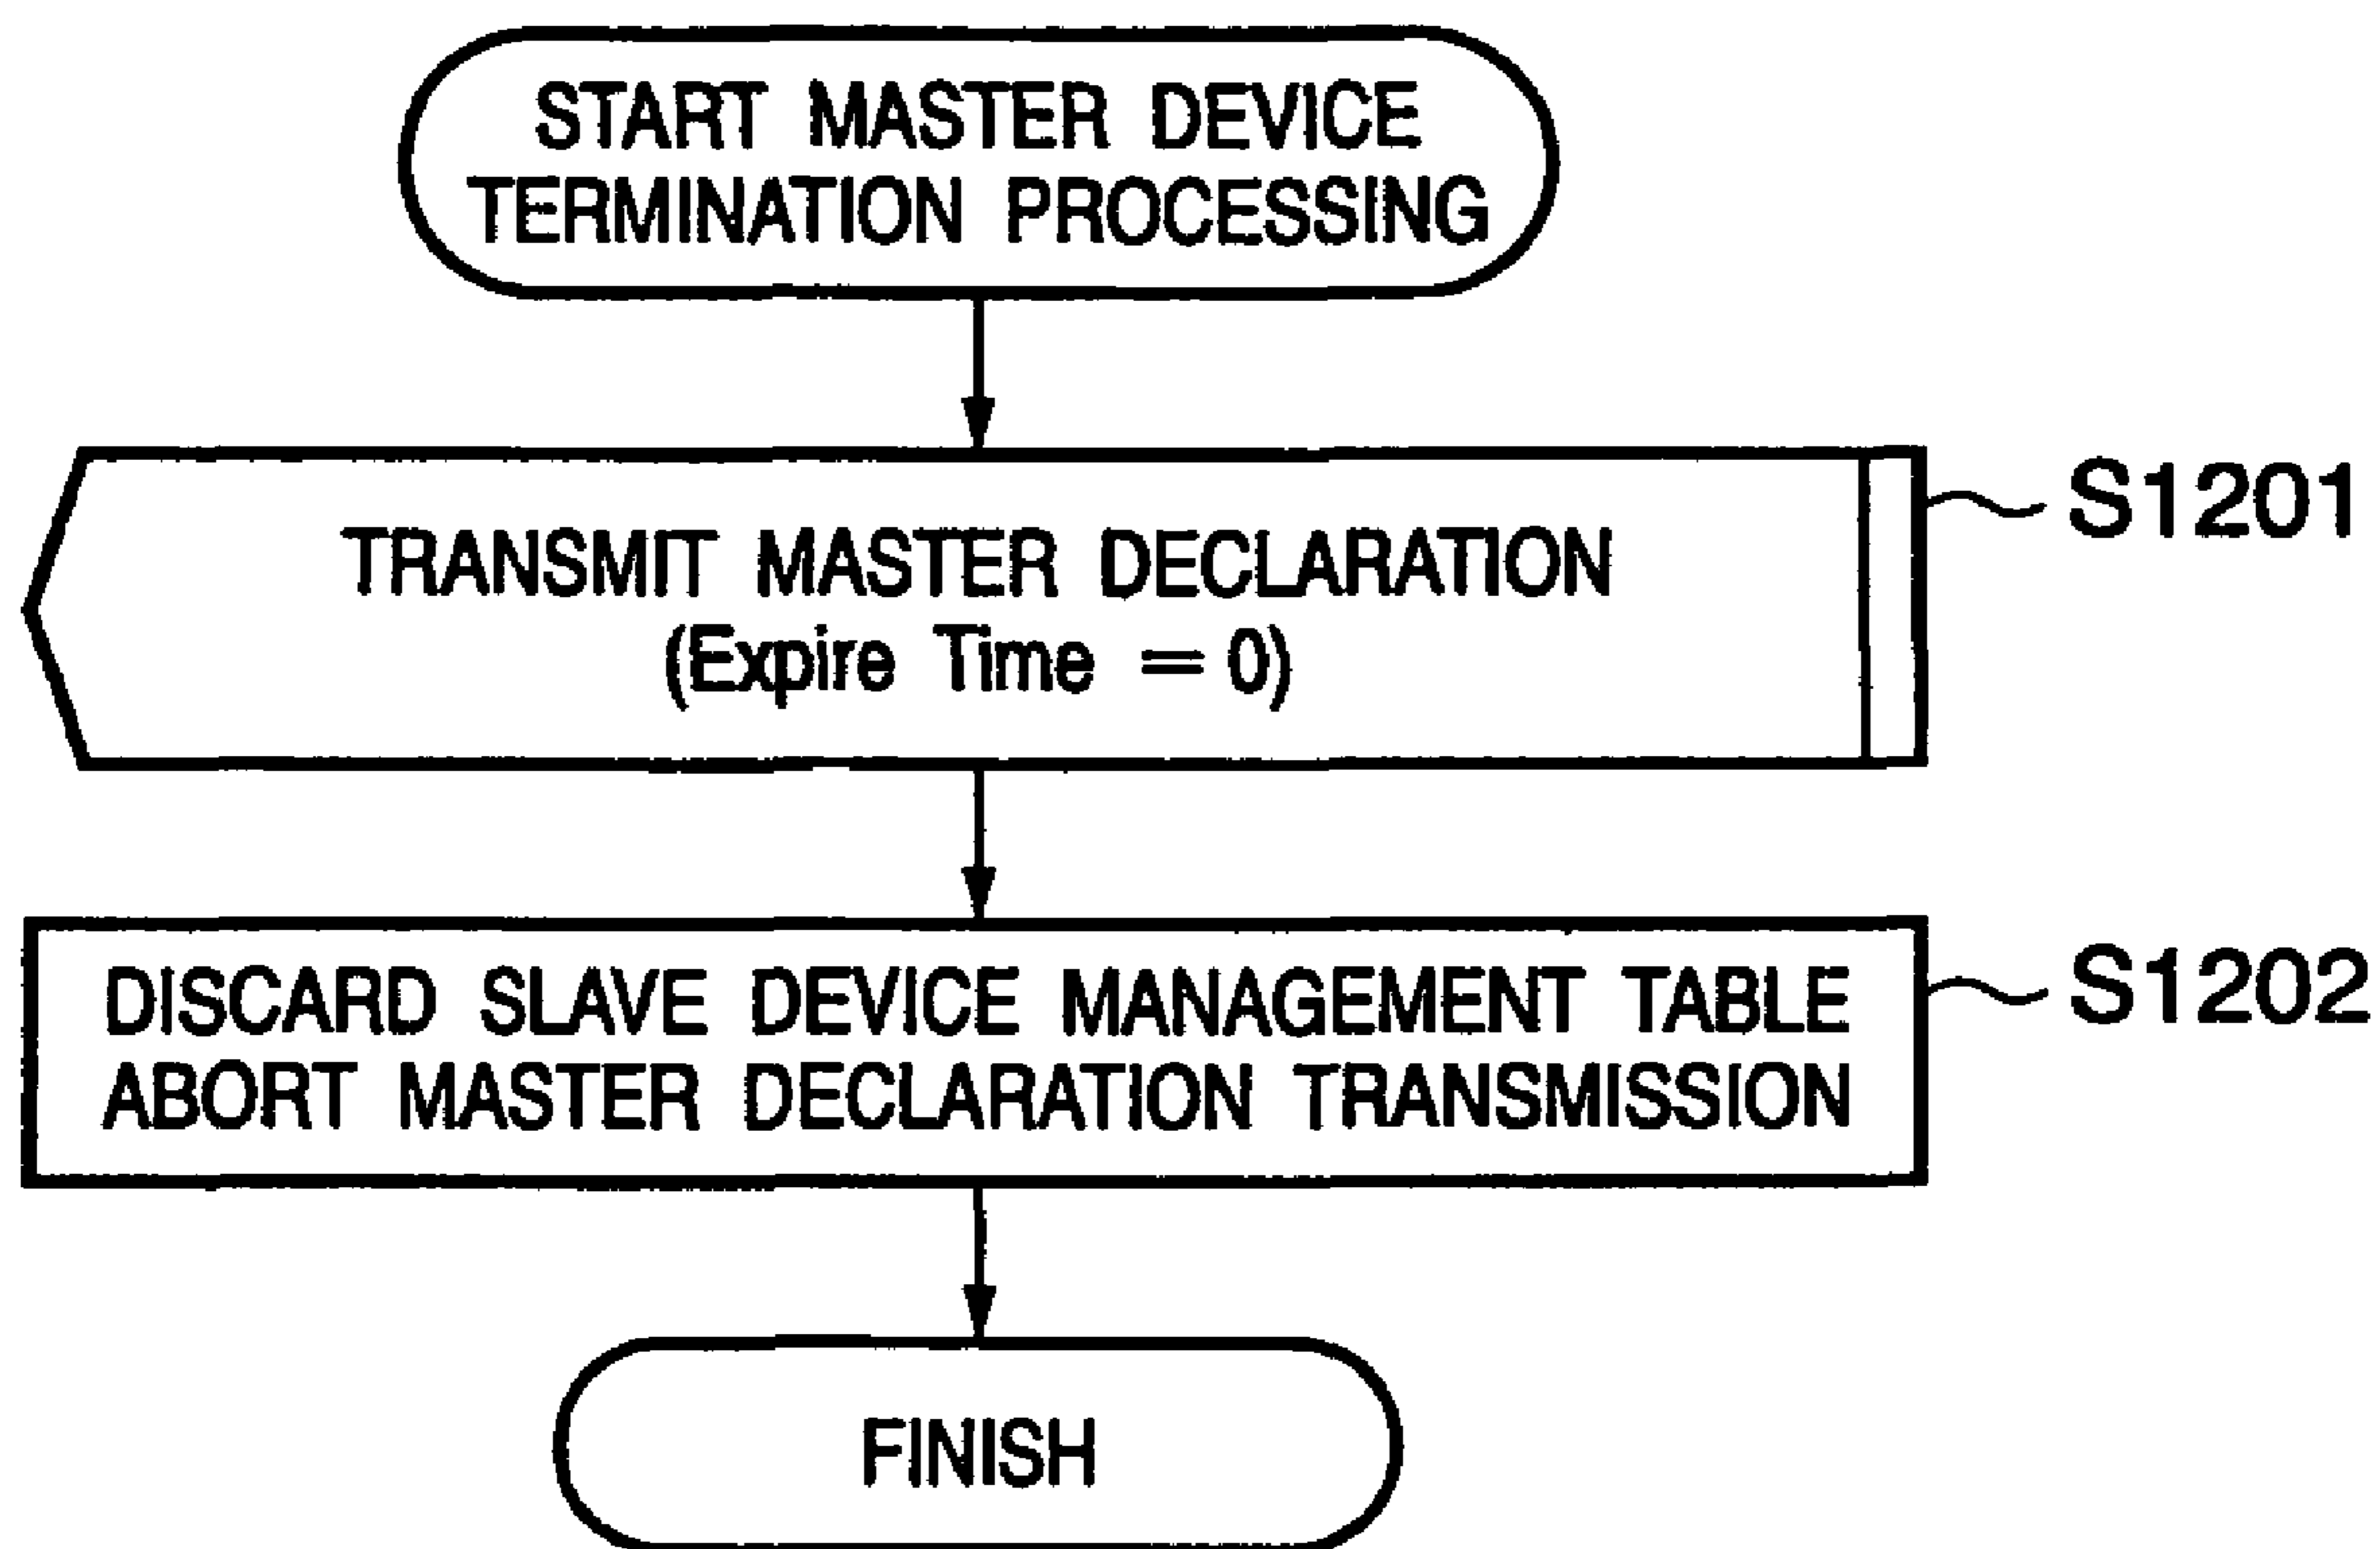 START MASTER DEVICE
TERMINATION PROCESSING
TRANSMIT MASTER DECLARATION
(Expire Time = 0)
S1201
DISCARD SLAVE DEVICE MANAGEMENT TABLE
ABORT MASTER DECLARATION TRANSMISSION
S1202
FINISH